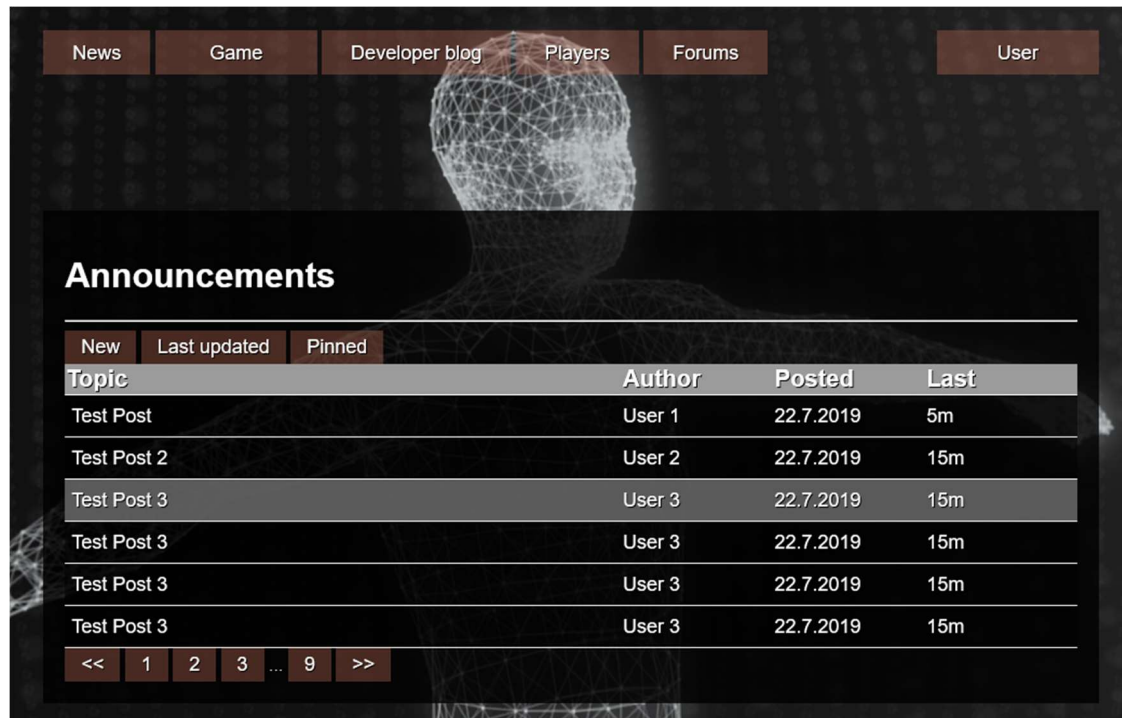 News Game Developer blog Players Forums User
Announcements
New Last updated Pinned
Topic Author Posted Last
Test Post User 1 22.7.2019 5m
Test Post 2 User 2 22.7.2019 15m
Test Post 3 User 3 22.7.2019 15m
Test Post 3 User 3 22.7.2019 15m
Test Post 3 User 3 22.7.2019 15m
Test Post 3 User 3 22.7.2019 15m
<< 1 2 3 ... 9 >>